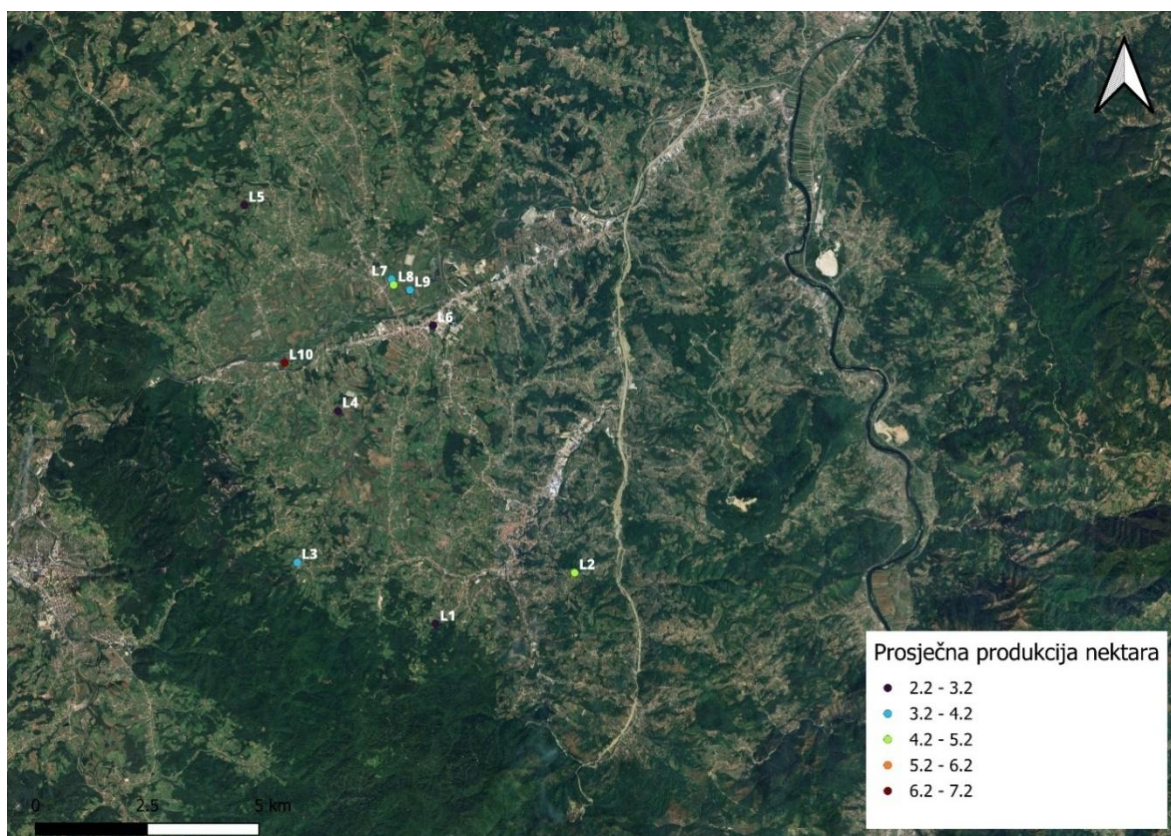 L5
L7
L8
L9
L6
L10
L4
L3
L2
L1
Prosječna produkcija nektara
2.2 - 3.2
3.2 - 4.2
4.2 - 5.2
5.2 - 6.2
6.2 - 7.2
0 2.5 5 km